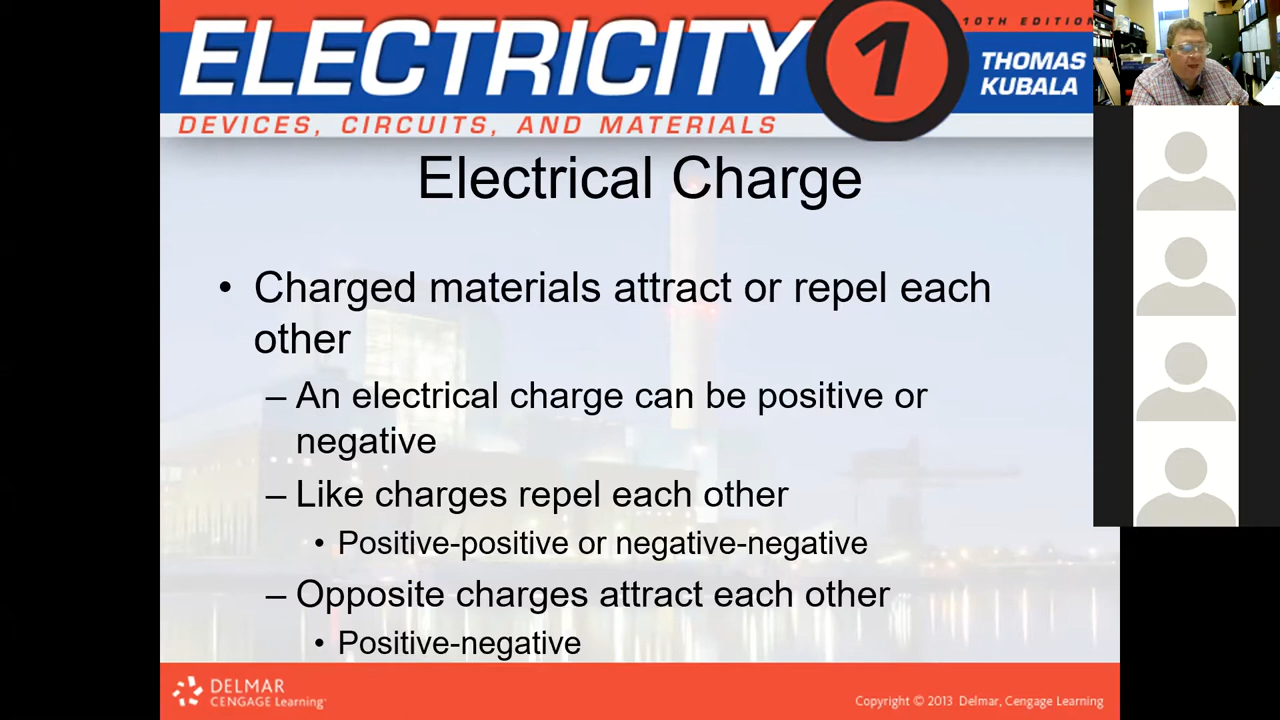 ELECTRICITY 1
10TH EDITION
THOMAS
KUBALA
DEVICES, CIRCUITS, AND MATERIALS
Electrical Charge
• Charged materials attract or repel each
other
– An electrical charge can be positive or
negative
– Like charges repel each other
• Positive-positive or negative-negative
– Opposite charges attract each other
• Positive-negative
DELMAR
CENGAGE Learning
Copyright © 2013 Delmar, Cengage Learning